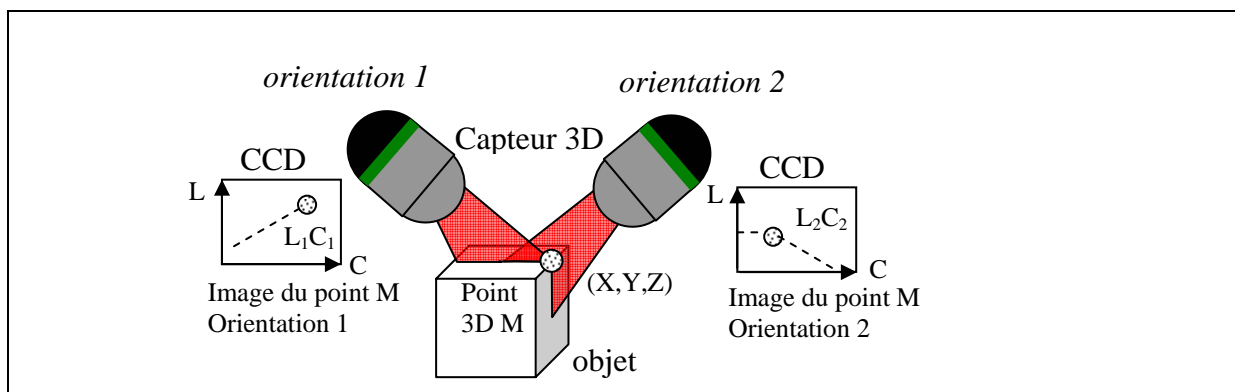 orientation 1
orientation 2
Capteur 3D
CCD
L
L₁C₁
C
Image du point M
Orientation 1
CCD
L
L₂C₂
C
Image du point M
Orientation 2
(X,Y,Z)
Point
3D M
objet